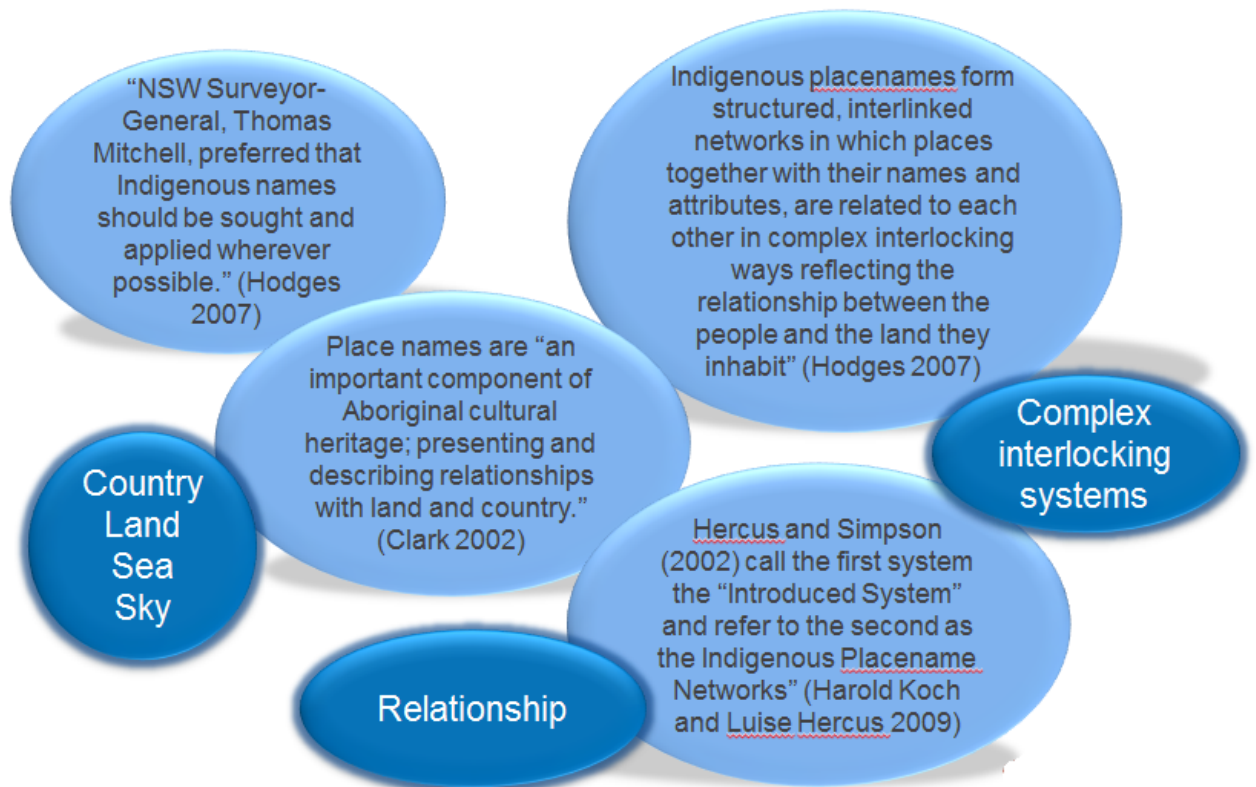 “NSW Surveyor-
General, Thomas
Mitchell, preferred that
Indigenous names
should be sought and
applied wherever
possible.” (Hodges
2007)
Indigenous placenames form
structured, interlinked
networks in which places
together with their names and
attributes, are related to each
other in complex interlocking
ways reflecting the
relationship between the
people and the land they
inhabit” (Hodges 2007)
Place names are “an
important component of
Aboriginal cultural
heritage; presenting and
describing relationships
with land and country.”
(Clark 2002)
Complex
interlocking
systems
Country
Land
Sea
Sky
Hercus and Simpson
(2002) call the first system
the “Introduced System”
and refer to the second as
the Indigenous Placename
Networks” (Harold Koch
and Luise Hercus 2009)
Relationship